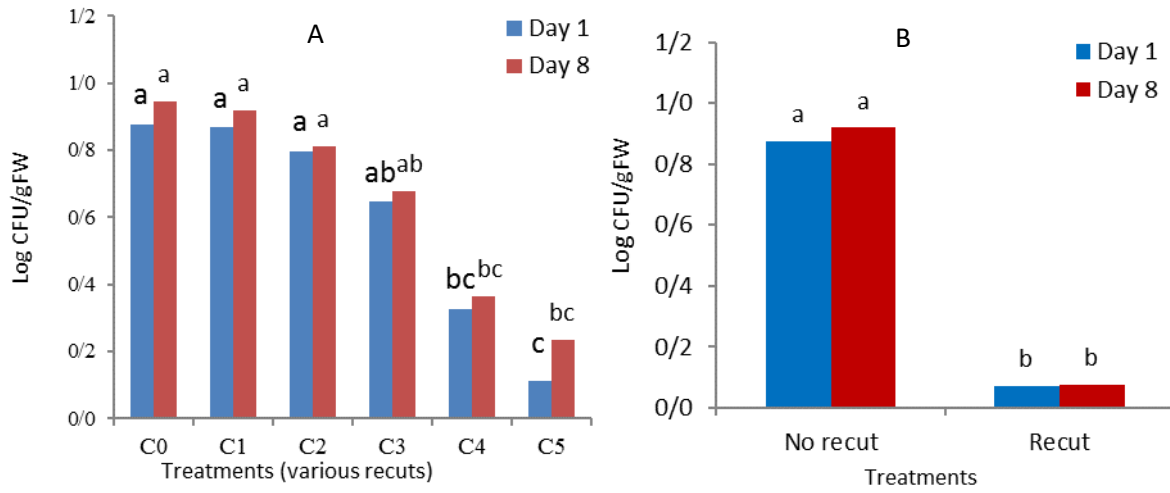 A
Day 1
Day 8
1/2
1/0
0/8
0/6
0/4
0/2
0/0
Log CFU/gFW
a a
a a
a a
ab ab
bc bc
c bc
C0 C1 C2 C3 C4 C5
Treatments (various recuts)
B
Day 1
Day 8
1/2
1/0
0/8
0/6
0/4
0/2
0/0
Log CFU/gFW
a a
b b
No recut Recut
Treatments